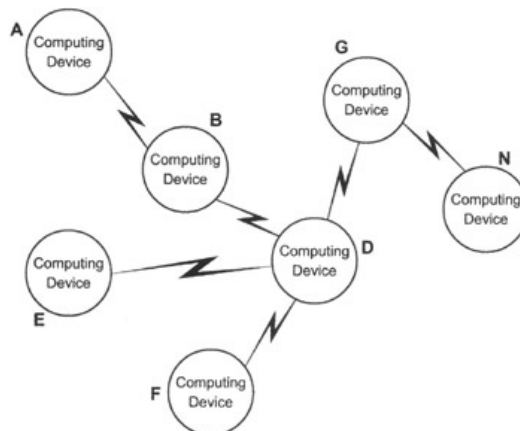 A
Computing
Device
G
Computing
Device
B
Computing
Device
N
Computing
Device
Computing
Device
D
Computing
Device
E
Computing
Device
F